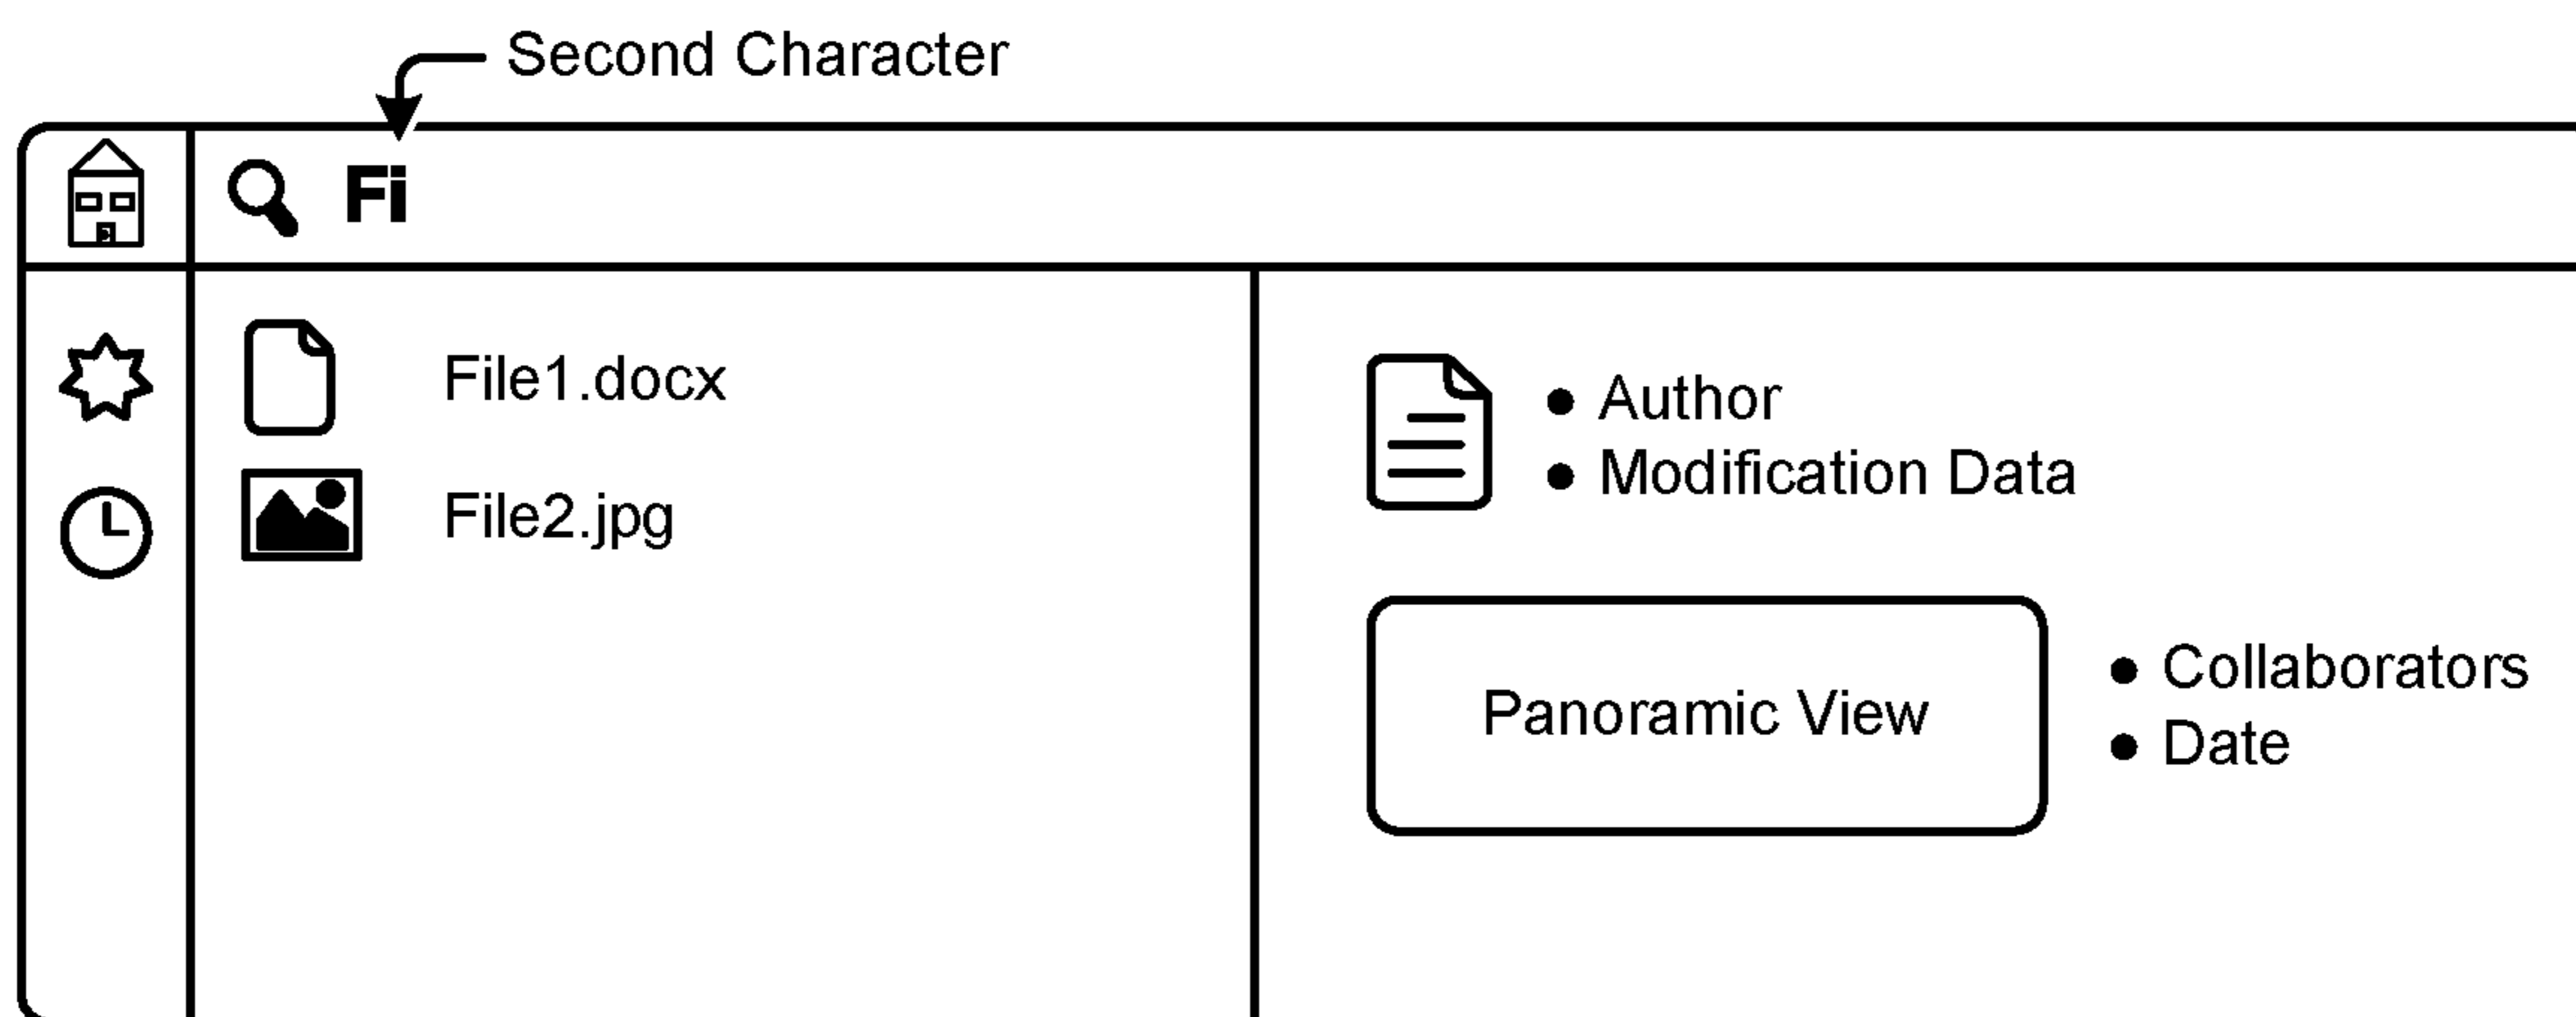 Second Character
Fi
File1.docx
File2.jpg
• Author
• Modification Data
Panoramic View
• Collaborators
• Date